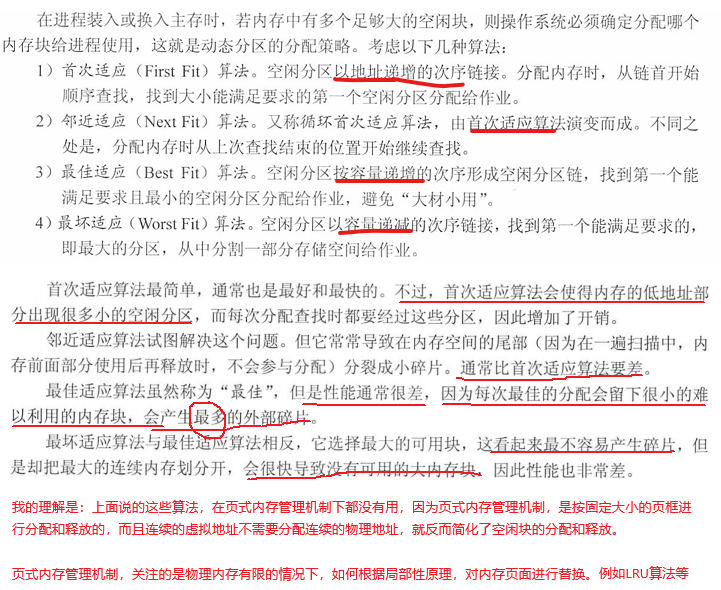 在进程装入或换入主存时，若内存中有多个足够大的空闲块，则操作系统必须确定分配哪个
内存块给进程使用，这就是动态分区的分配策略。考虑以下几种算法：
1）首次适应（First Fit）算法。空闲分区以地址递增的次序链接。分配内存时，从链首开始
顺序查找，找到大小能满足要求的第一个空闲分区分配给作业。
2）邻近适应（Next Fit）算法。又称循环首次适应算法，由首次适应算法演变而成。不同之
处是，分配内存时从上次查找结束的位置开始继续查找。
3）最佳适应（Best Fit）算法。空闲分区按容量递增的次序形成空闲分区链，找到第一个能
满足要求且最小的空闲分区分配给作业，避免“大材小用”。
4）最坏适应（Worst Fit）算法。空闲分区以容量递减的次序链接，找到第一个能满足要求的，
即最大的分区，从中分割一部分存储空间给作业。
首次适应算法最简单，通常也是最好和最快的。不过，首次适应算法会使得内存的低地址部
分出现很多小的空闲分区，而每次分配查找时都要经过这些分区，因此增加了开销。
邻近适应算法试图解决这个问题。但它常常导致在内存空间的尾部（因为在一遍扫描中，内
存前面部分使用后再释放时，不会参与分配）分裂成小碎片。通常比首次适应算法要差。
最佳适应算法虽然称为“最佳”，但是性能通常很差，因为每次最佳的分配会留下很小的难
以利用的内存块，会产生最多的外部碎片。
最坏适应算法与最佳适应算法相反，它选择最大的可用块，这看起来最不容易产生碎片，但
是却把最大的连续内存划分开，会很快导致没有可用的大内存块，因此性能也非常差。
我的理解是：上面说的这些算法，在页式内存管理机制下都没有用，因为页式内存管理机制，是按固定大小的页框进
行分配和释放的，而且连续的虚拟地址不需要分配连续的物理地址，就反而简化了空闲块的分配和释放。
页式内存管理机制，关注的是物理内存有限的情况下，如何根据局部性原理，对内存页面进行替换。例如LRU算法等